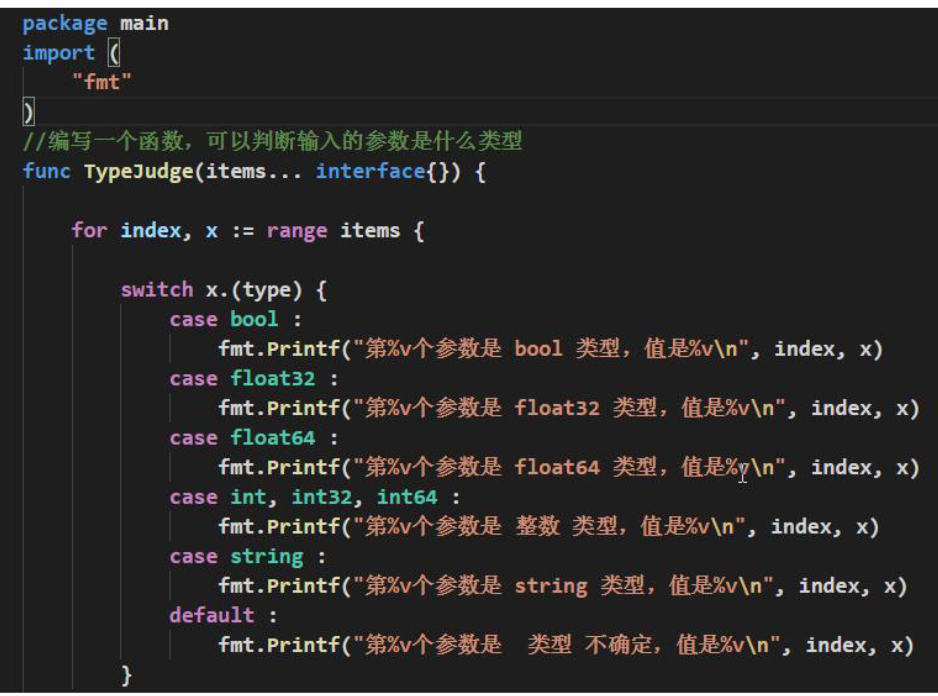 package main
import (
    "fmt"
)
//编写一个函数，可以判断输入的参数是什么类型
func TypeJudge(items... interface{}) {
    for index, x := range items {
        switch x.(type) {
            case bool :
                fmt.Printf("第%v个参数是 bool 类型，值是%v\n", index, x)
            case float32 :
                fmt.Printf("第%v个参数是 float32 类型，值是%v\n", index, x)
            case float64 :
                fmt.Printf("第%v个参数是 float64 类型，值是%v\n", index, x)
            case int, int32, int64 :
                fmt.Printf("第%v个参数是 整数 类型，值是%v\n", index, x)
            case string :
                fmt.Printf("第%v个参数是 string 类型，值是%v\n", index, x)
            default :
                fmt.Printf("第%v个参数是  类型 不确定，值是%v\n", index, x)
        }